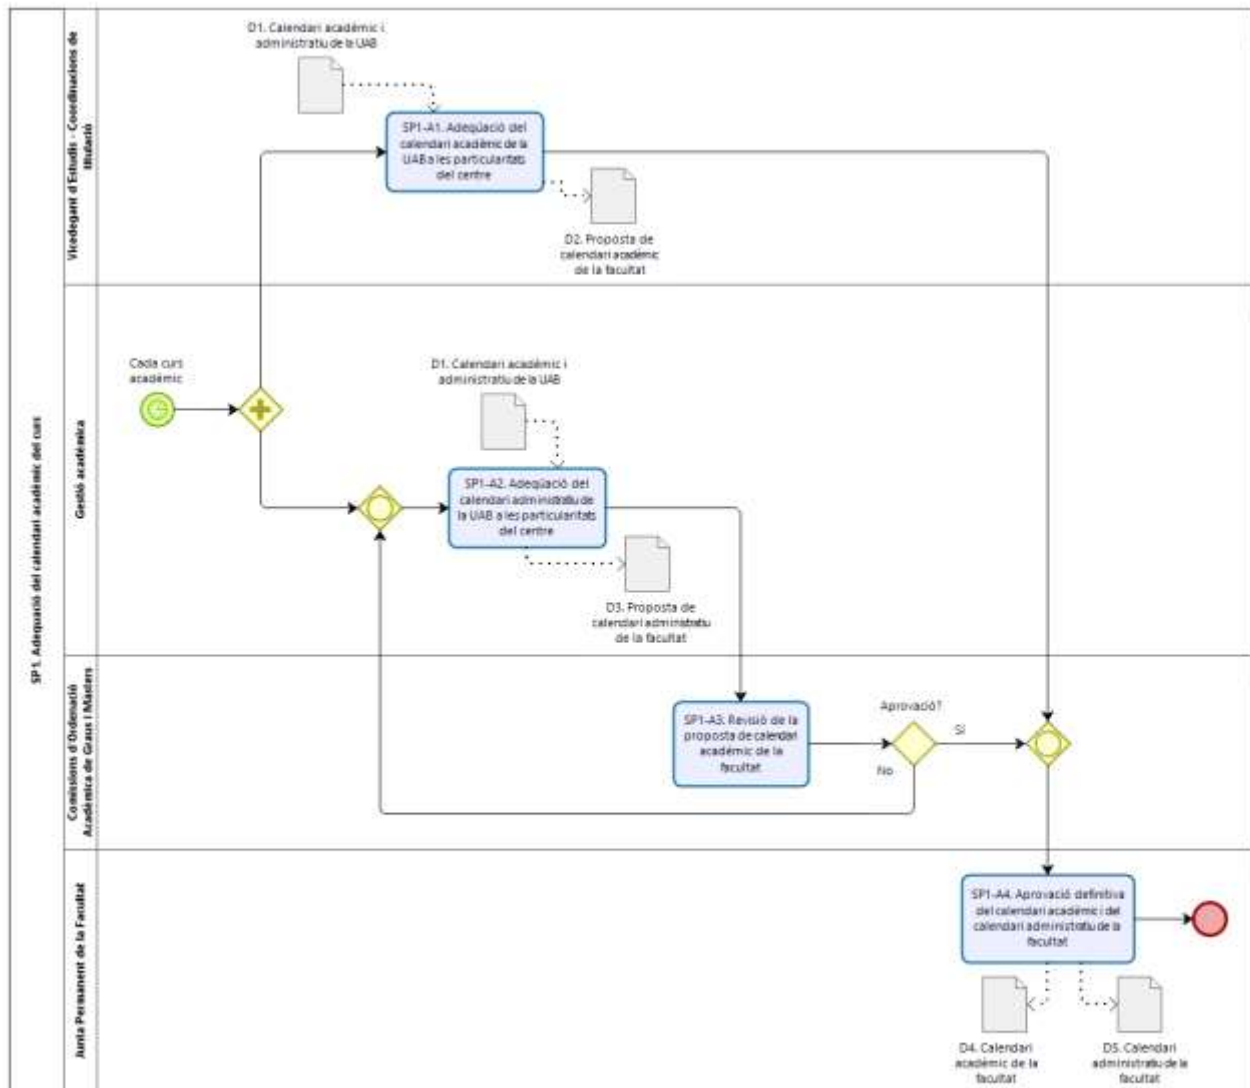 SP1. Adequació del calendari acadèmic del curs
Vicedegant d'Estudis - Coordinacions de
titulació
D1. Calendari acadèmic i
administratiu de la UAB
SP1-A1. Adeqüació del
calendari acadèmic de la
UAB a les particularitats
del centre
D2. Proposta de
calendari acadèmic
de la facultat
Gestió acadèmica
Cada curs
acadèmic
D1. Calendari acadèmic i
administratiu de la UAB
SP1-A2. Adeqüació del
calendari administratiu de
la UAB a les particularitats
del centre
D3. Proposta de
calendari administratiu
de la facultat
Comissions d'Ordenació
Acadèmica de Graus i Màsters
SP1-A3. Revisió de la
proposta de calendari
acadèmic de la
facultat
Aprovació?
Sí
No
Junta Permanent de la Facultat
SP1-A4. Aprovació definitiva
del calendari acadèmic i del
calendari administratiu de la
facultat
D4. Calendari
acadèmic de la
facultat
D5. Calendari
administratiu de la
facultat